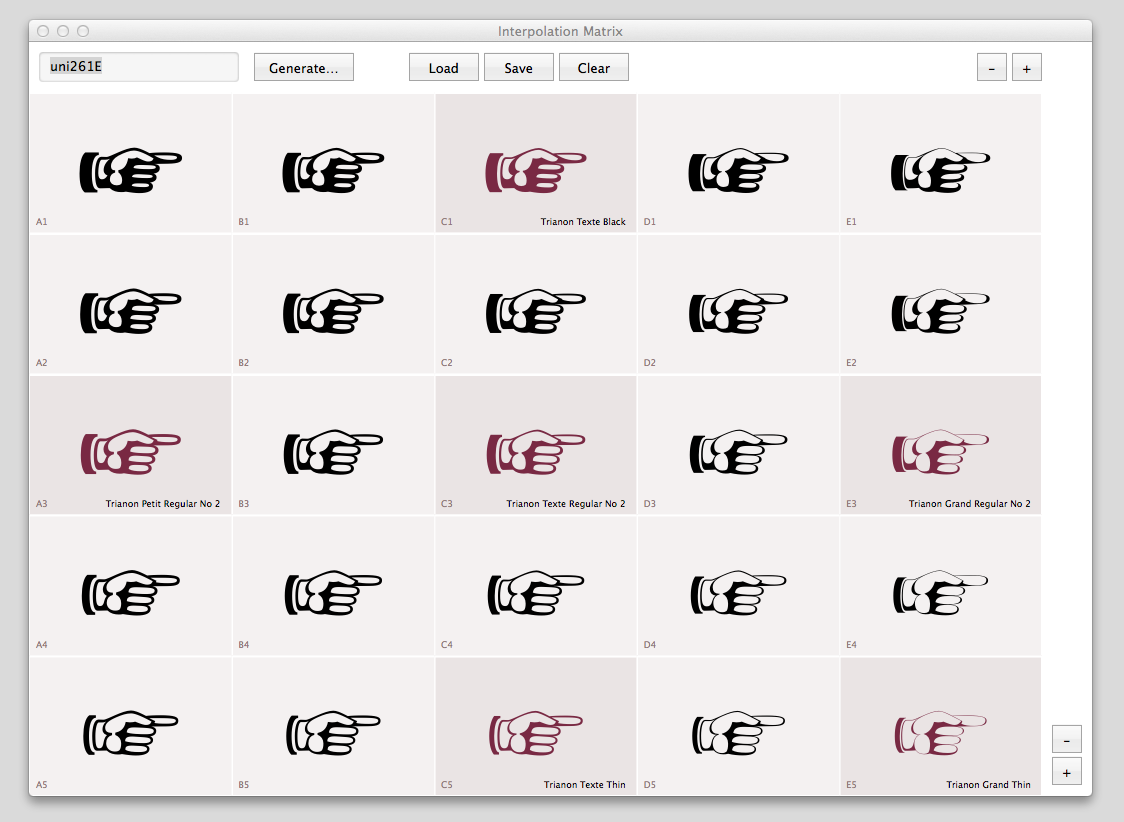 Interpolation Matrix
uni261E Generate... Load Save Clear - +
A1 B1 C1 Trianon Texte Black D1 E1
A2 B2 C2 D2 E2
A3 Trianon Petit Regular No 2 B3 C3 Trianon Texte Regular No 2 D3 E3 Trianon Grand Regular No 2
A4 B4 C4 D4 E4
-
+
A5 B5 C5 Trianon Texte Thin D5 E5 Trianon Grand Thin